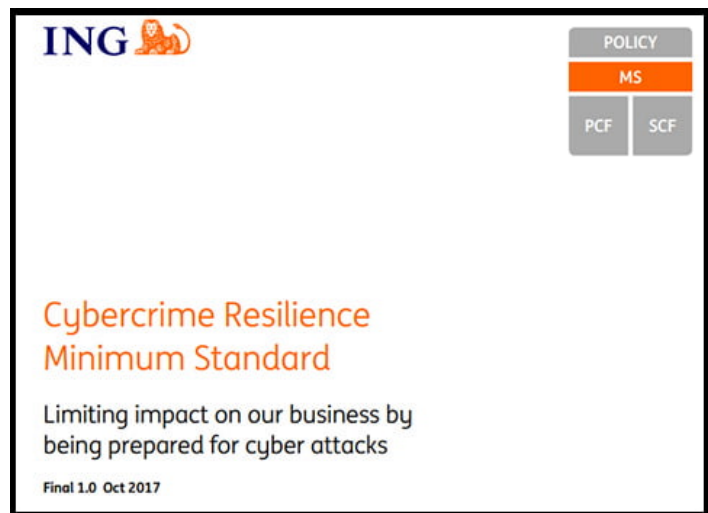 ING
POLICY
MS
PCF SCF
Cybercrime Resilience
Minimum Standard
Limiting impact on our business by
being prepared for cyber attacks
Final 1.0 Oct 2017